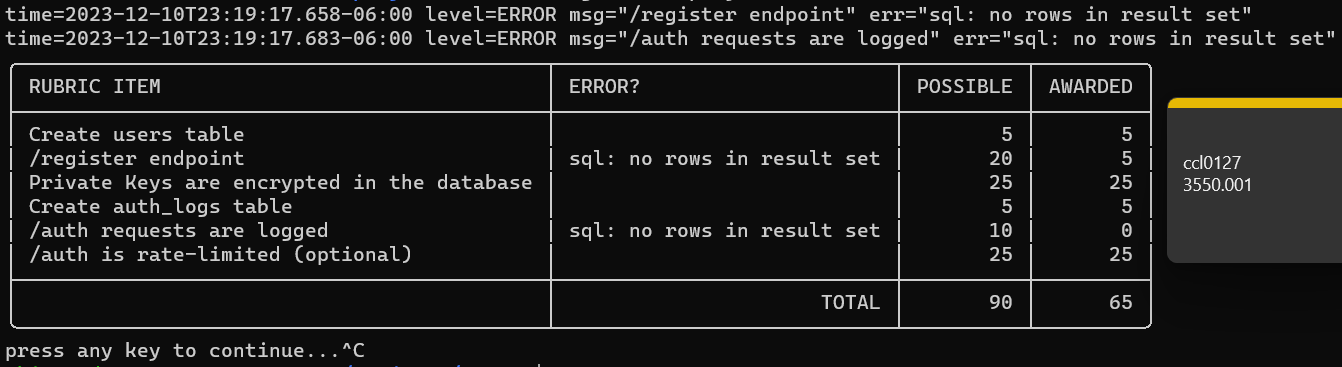 time=2023-12-10T23:19:17.658-06:00 level=ERROR msg="/register endpoint" err="sql: no rows in result set"
time=2023-12-10T23:19:17.683-06:00 level=ERROR msg="/auth requests are logged" err="sql: no rows in result set"
RUBRIC ITEM ERROR? POSSIBLE AWARDED
Create users table 5 5
/register endpoint sql: no rows in result set 20 5
Private Keys are encrypted in the database 25 25
Create auth_logs table 5 5
/auth requests are logged sql: no rows in result set 10 0
/auth is rate-limited (optional) 25 25
TOTAL 90 65
ccl0127
3550.001
press any key to continue...^C